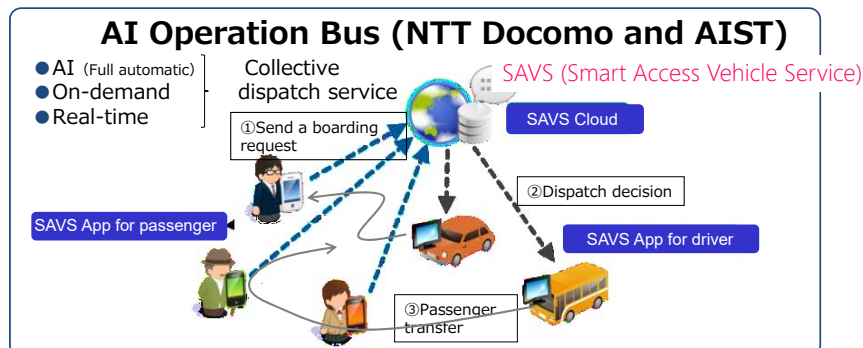 AI Operation Bus (NTT Docomo and AIST)
●AI (Full automatic)
●On-demand
●Real-time
Collective
dispatch service
SAVS (Smart Access Vehicle Service)
SAVS Cloud
①Send a boarding
request
②Dispatch decision
SAVS App for passenger
SAVS App for driver
③Passenger
transfer